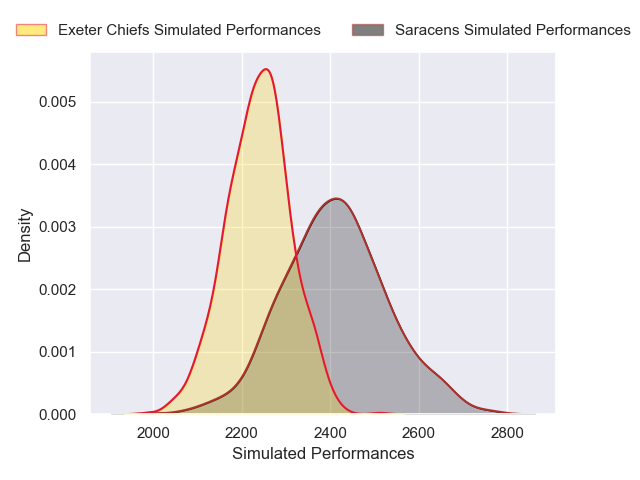 Exeter Chiefs Simulated Performances Saracens Simulated Performances
0.005
0.004
0.003
0.002
0.001
0.000
Density
2000 2200 2400 2600 2800
Simulated Performances